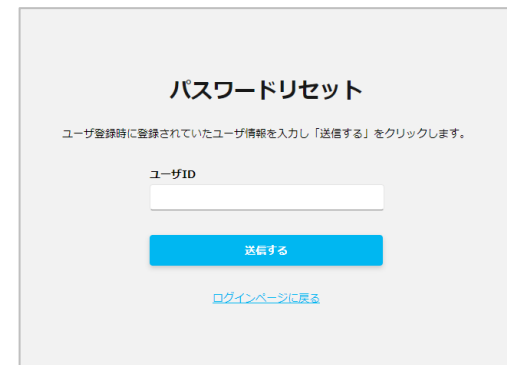 パスワードリセット
ユーザ登録時に登録されていたユーザ情報を入力し「送信する」をクリックします。
ユーザID
送信する
ログインページに戻る